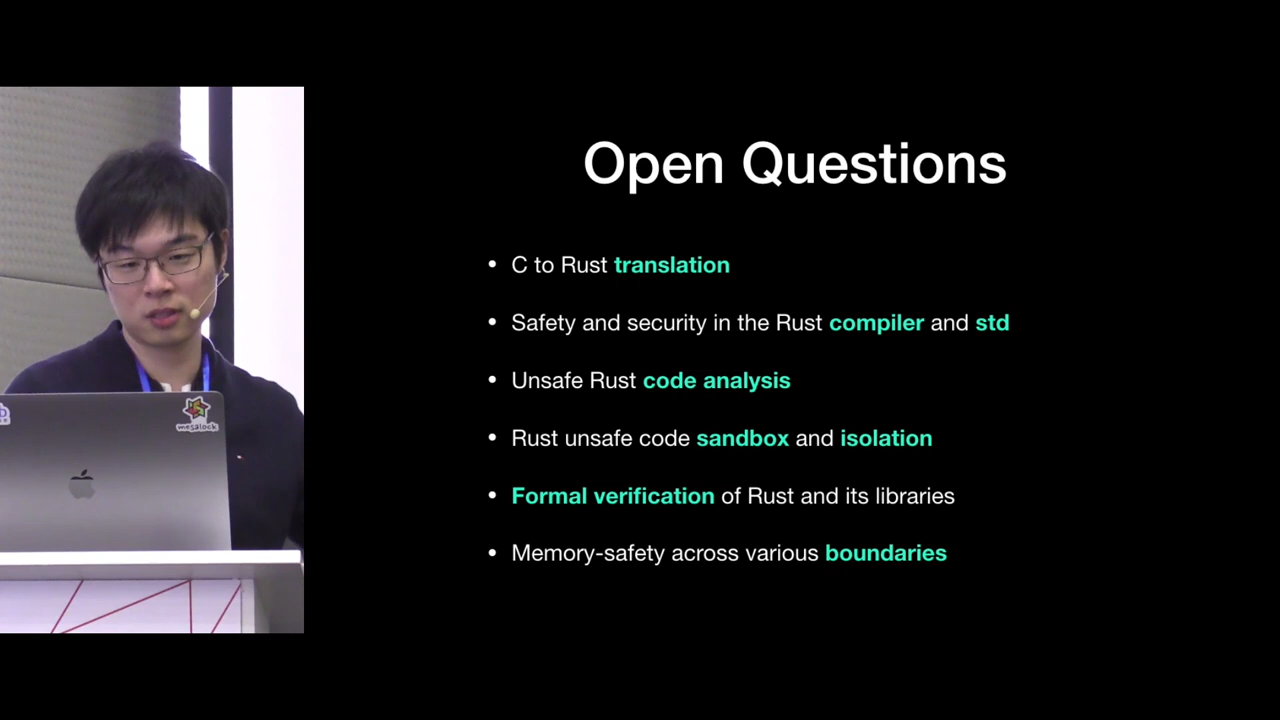 Open Questions
• C to Rust translation
• Safety and security in the Rust compiler and std
• Unsafe Rust code analysis
• Rust unsafe code sandbox and isolation
• Formal verification of Rust and its libraries
• Memory-safety across various boundaries
mesalock